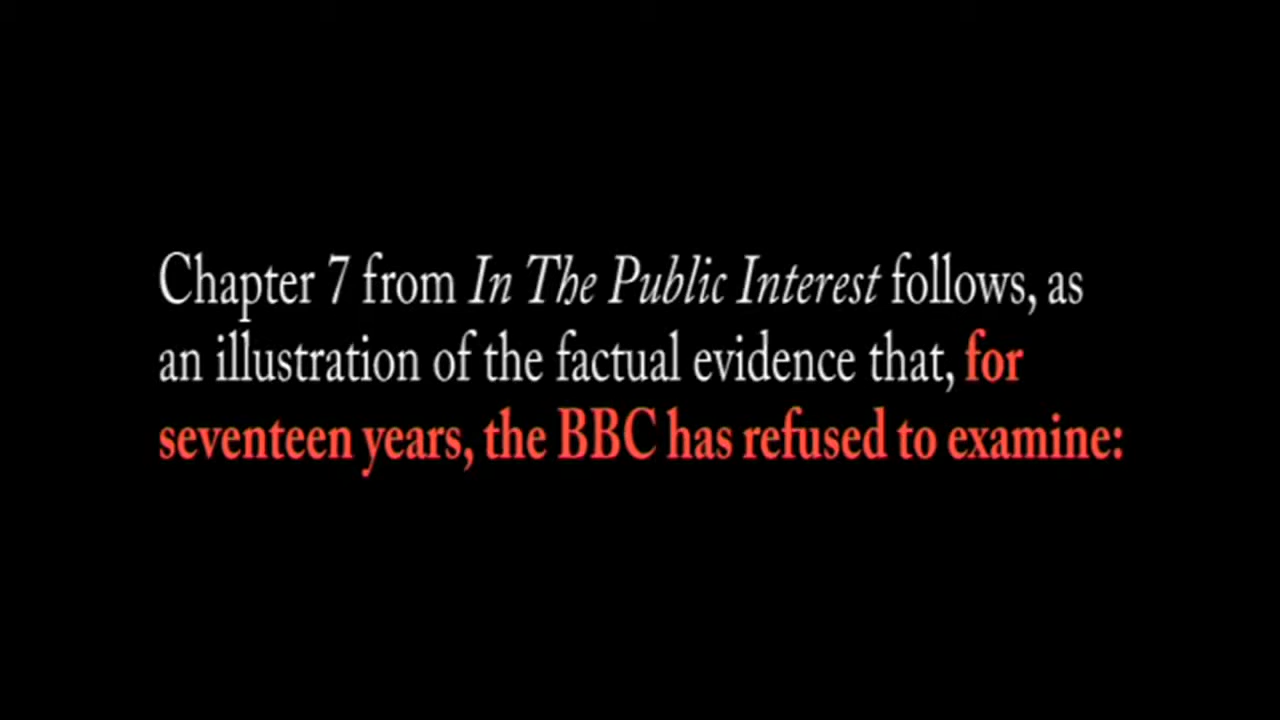 Chapter 7 from In The Public Interest follows, as
an illustration of the factual evidence that, for
seventeen years, the BBC has refused to examine: